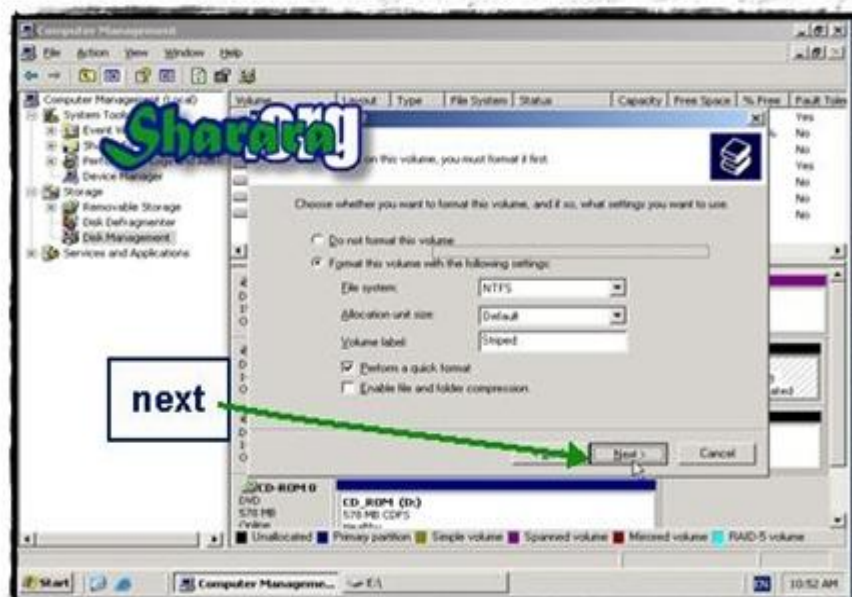 Computer Management
File Action View Window Help
Computer Management (Local)
System Tools
Event
Sh
Perf
Device Manager
Storage
Removable Storage
Disk Defragmenter
Disk Management
Services and Applications
Volume Layout Type File System Status Capacity Free Space % Free Fault Toler
Yes
No
No
Yes
No
No
No
Sharara
.org
on this volume, you must format it first.
Choose whether you want to format this volume, and if so, what settings you want to use.
Do not format this volume
Format this volume with the following settings:
File system: NTFS
Allocation unit size: Default
Volume label: Striped
Perform a quick format
Enable file and folder compression
next
Next > Cancel
CD-ROM 0
DVD
578 MB
Online
CD_ROM (D:)
578 MB CDFS
Healthy
Unallocated Primary partition Simple volume Spanned volume Mirrored volume RAID-5 volume
Start Computer Manageme... E:\ EN 10:52 AM